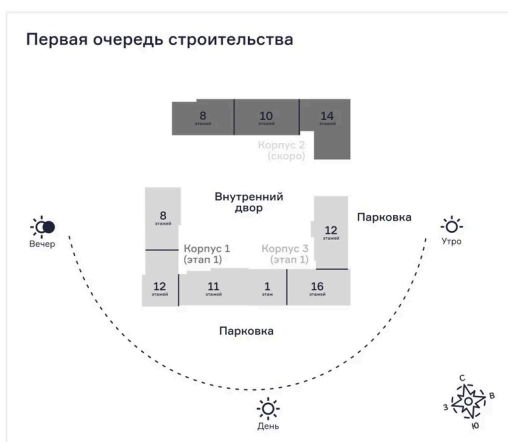 Первая очередь строительства
8
этажей
10
этажей
14
этажей
Корпус 2
(скоро)
Внутренний
двор
8
этажей
12
этажей
Парковка
Вечер
Утро
Корпус 1
(этап 1)
Корпус 3
(этап 1)
12
этажей
11
этажей
1
этаж
16
этажей
Парковка
День
С
В
З
Ю